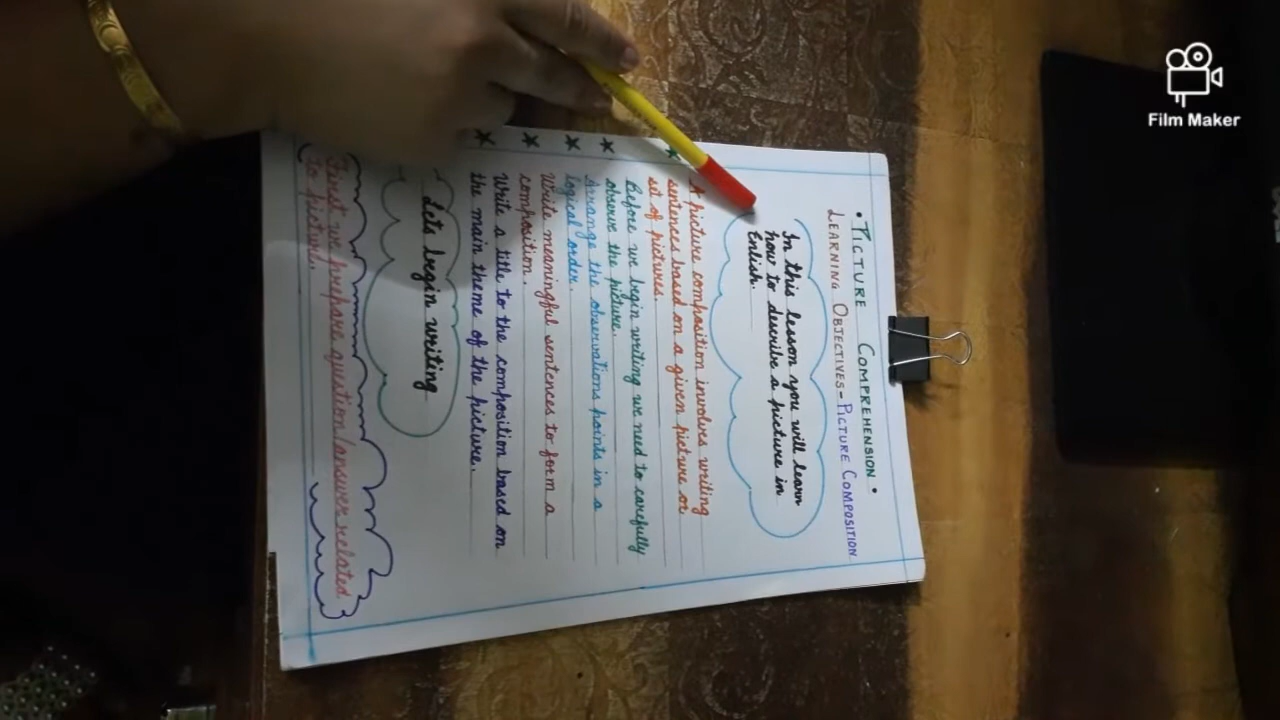 • PICTURE COMPREHENSION •
LEARNING OBJECTIVES-PICTURE COMPOSITION
In this lesson you will learn
how to describe a picture in
Enlish.
A picture composition involves writing
sentences based on a given picture or
set of pictures.
Before we begin writing we need to carefully
observe the picture.
Arrange the observations points in a
logical order.
Write meaningful sentences to form a
composition.
Write a title to the composition based on
the main theme of the picture.
Lets begin writing
First we prepare question/answer related
to picture.
Film Maker